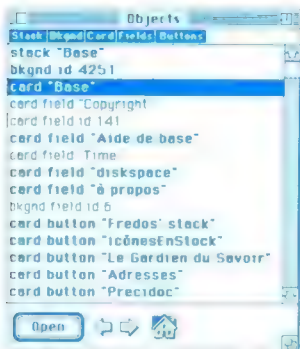 Objects
Stack Bkgnd Card Fields Buttons
stack "Base"
bkgnd id 4251
card "Base"
card field "Copyright
card field id 141
card field "Aide de base"
card field Time
card field "diskspace"
card field "à propos"
bkgnd field id 6
card button "Fredos' stack"
card button "icônesEnStock"
card button "Le Gardien du Savoir"
card button "Adresses"
card button "Precidoc"
Open